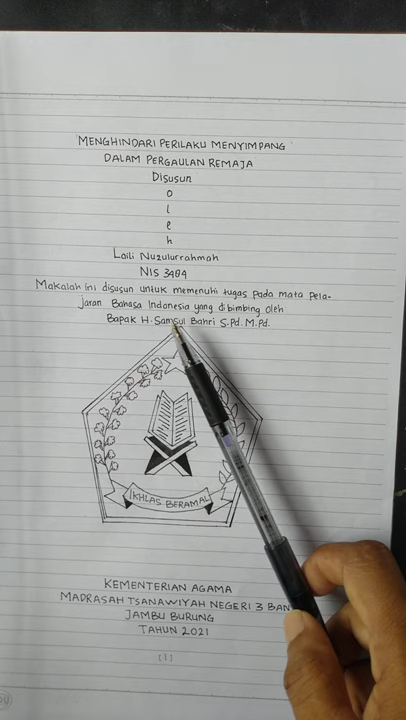 MENGHINDARI PERILAKU MENYIMPANG
DALAM PERGAULAN REMAJA
Disusun
o
l
e
h
Laili Nuzulurrahmah
NIS 3484
Makalah ini disusun untuk memenuhi tugas pada mata pela-
jaran Bahasa Indonesia yang dibimbing oleh
Bapak H. Samsul Bahri S.Pd. M.Pd.
IKHLAS BERAMAL
KEMENTERIAN AGAMA
MADRASAH TSANAWIYAH NEGERI 3
JAMBU BURUNG
TAHUN 2021
[1]